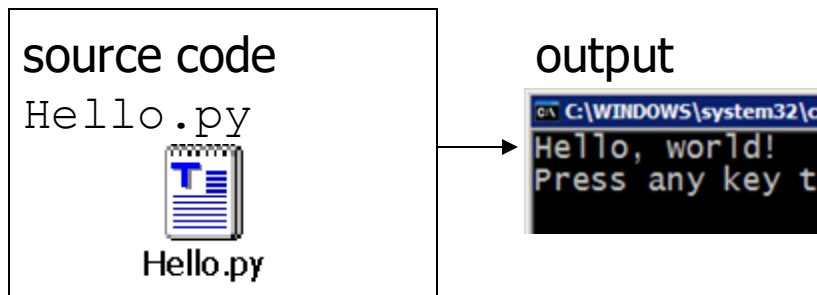 source code
Hello.py
T
Hello.py
output
C:\WINDOWS\system32\c
Hello, world!
Press any key t